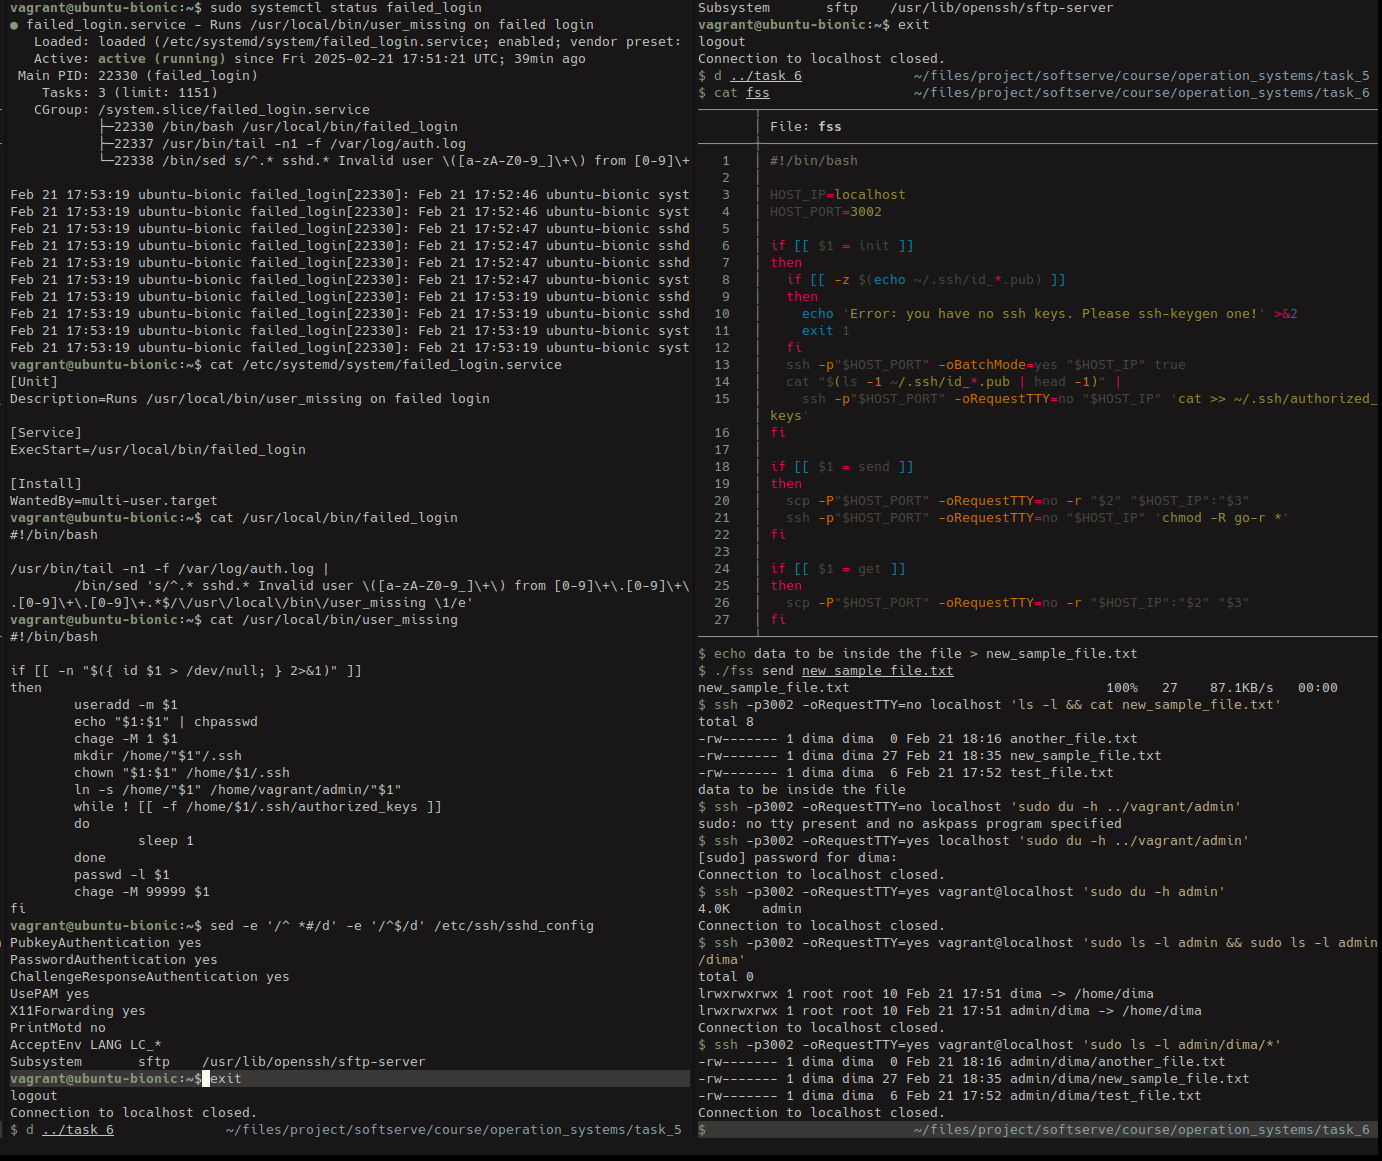 vagrant@ubuntu-bionic:~$ sudo systemctl status failed_login
● failed_login.service - Runs /usr/local/bin/user_missing on failed login
   Loaded: loaded (/etc/systemd/system/failed_login.service; enabled; vendor preset:
   Active: active (running) since Fri 2025-02-21 17:51:21 UTC; 39min ago
 Main PID: 22330 (failed_login)
    Tasks: 3 (limit: 1151)
   CGroup: /system.slice/failed_login.service
           ├─22330 /bin/bash /usr/local/bin/failed_login
           ├─22337 /usr/bin/tail -n1 -f /var/log/auth.log
           └─22338 /bin/sed s/^.* sshd.* Invalid user \([a-zA-Z0-9_]\+\) from [0-9]\+

Feb 21 17:53:19 ubuntu-bionic failed_login[22330]: Feb 21 17:52:46 ubuntu-bionic syst
Feb 21 17:53:19 ubuntu-bionic failed_login[22330]: Feb 21 17:52:46 ubuntu-bionic syst
Feb 21 17:53:19 ubuntu-bionic failed_login[22330]: Feb 21 17:52:47 ubuntu-bionic sshd
Feb 21 17:53:19 ubuntu-bionic failed_login[22330]: Feb 21 17:52:47 ubuntu-bionic sshd
Feb 21 17:53:19 ubuntu-bionic failed_login[22330]: Feb 21 17:52:47 ubuntu-bionic sshd
Feb 21 17:53:19 ubuntu-bionic failed_login[22330]: Feb 21 17:52:47 ubuntu-bionic syst
Feb 21 17:53:19 ubuntu-bionic failed_login[22330]: Feb 21 17:53:19 ubuntu-bionic sshd
Feb 21 17:53:19 ubuntu-bionic failed_login[22330]: Feb 21 17:53:19 ubuntu-bionic sshd
Feb 21 17:53:19 ubuntu-bionic failed_login[22330]: Feb 21 17:53:19 ubuntu-bionic syst
Feb 21 17:53:19 ubuntu-bionic failed_login[22330]: Feb 21 17:53:19 ubuntu-bionic syst
vagrant@ubuntu-bionic:~$ cat /etc/systemd/system/failed_login.service
[Unit]
Description=Runs /usr/local/bin/user_missing on failed login

[Service]
ExecStart=/usr/local/bin/failed_login

[Install]
WantedBy=multi-user.target
vagrant@ubuntu-bionic:~$ cat /usr/local/bin/failed_login
#!/bin/bash

/usr/bin/tail -n1 -f /var/log/auth.log |
        /bin/sed 's/^.* sshd.* Invalid user \([a-zA-Z0-9_]\+\) from [0-9]\+\.[0-9]\+\
.[0-9]\+\.[0-9]\+.*$/\/usr\/local\/bin\/user_missing \1/e'
vagrant@ubuntu-bionic:~$ cat /usr/local/bin/user_missing
#!/bin/bash

if [[ -n "$({ id $1 > /dev/null; } 2>&1)" ]]
then
        useradd -m $1
        echo "$1:$1" | chpasswd
        chage -M 1 $1
        mkdir /home/"$1"/.ssh
        chown "$1:$1" /home/$1/.ssh
        ln -s /home/"$1" /home/vagrant/admin/"$1"
        while ! [[ -f /home/$1/.ssh/authorized_keys ]]
        do
                sleep 1
        done
        passwd -l $1
        chage -M 99999 $1
fi
vagrant@ubuntu-bionic:~$ sed -e '/^ *#/d' -e '/^$/d' /etc/ssh/sshd_config
PubkeyAuthentication yes
PasswordAuthentication yes
ChallengeResponseAuthentication yes
UsePAM yes
X11Forwarding yes
PrintMotd no
AcceptEnv LANG LC_*
Subsystem       sftp    /usr/lib/openssh/sftp-server
vagrant@ubuntu-bionic:~$ exit
logout
Connection to localhost closed.
$ d ../task_6              ~/files/project/softserve/course/operation_systems/task_5
Subsystem       sftp    /usr/lib/openssh/sftp-server
vagrant@ubuntu-bionic:~$ exit
logout
Connection to localhost closed.
$ d ../task_6              ~/files/project/softserve/course/operation_systems/task_5
$ cat fss                  ~/files/project/softserve/course/operation_systems/task_6
File: fss
1 #!/bin/bash
2
3 HOST_IP=localhost
4 HOST_PORT=3002
5
6 if [[ $1 = init ]]
7 then
8   if [[ -z $(echo ~/.ssh/id_*.pub) ]]
9   then
10     echo 'Error: you have no ssh keys. Please ssh-keygen one!' >&2
11     exit 1
12   fi
13   ssh -p"$HOST_PORT" -oBatchMode=yes "$HOST_IP" true
14   cat "$(ls -1 ~/.ssh/id_*.pub | head -1)" |
15     ssh -p"$HOST_PORT" -oRequestTTY=no "$HOST_IP" 'cat >> ~/.ssh/authorized_
keys'
16 fi
17
18 if [[ $1 = send ]]
19 then
20   scp -P"$HOST_PORT" -oRequestTTY=no -r "$2" "$HOST_IP":"$3"
21   ssh -p"$HOST_PORT" -oRequestTTY=no "$HOST_IP" 'chmod -R go-r *'
22 fi
23
24 if [[ $1 = get ]]
25 then
26   scp -P"$HOST_PORT" -oRequestTTY=no -r "$HOST_IP":"$2" "$3"
27 fi
$ echo data to be inside the file > new_sample_file.txt
$ ./fss send new_sample_file.txt
new_sample_file.txt                                100%   27    87.1KB/s   00:00
$ ssh -p3002 -oRequestTTY=no localhost 'ls -l && cat new_sample_file.txt'
total 8
-rw------- 1 dima dima  0 Feb 21 18:16 another_file.txt
-rw------- 1 dima dima 27 Feb 21 18:35 new_sample_file.txt
-rw------- 1 dima dima  6 Feb 21 17:52 test_file.txt
data to be inside the file
$ ssh -p3002 -oRequestTTY=no localhost 'sudo du -h ../vagrant/admin'
sudo: no tty present and no askpass program specified
$ ssh -p3002 -oRequestTTY=yes localhost 'sudo du -h ../vagrant/admin'
[sudo] password for dima:
Connection to localhost closed.
$ ssh -p3002 -oRequestTTY=yes vagrant@localhost 'sudo du -h admin'
4.0K    admin
Connection to localhost closed.
$ ssh -p3002 -oRequestTTY=yes vagrant@localhost 'sudo ls -l admin && sudo ls -l admin
/dima'
total 0
lrwxrwxrwx 1 root root 10 Feb 21 17:51 dima -> /home/dima
lrwxrwxrwx 1 root root 10 Feb 21 17:51 admin/dima -> /home/dima
Connection to localhost closed.
$ ssh -p3002 -oRequestTTY=yes vagrant@localhost 'sudo ls -l admin/dima/*'
-rw------- 1 dima dima  0 Feb 21 18:16 admin/dima/another_file.txt
-rw------- 1 dima dima 27 Feb 21 18:35 admin/dima/new_sample_file.txt
-rw------- 1 dima dima  6 Feb 21 17:52 admin/dima/test_file.txt
Connection to localhost closed.
$                          ~/files/project/softserve/course/operation_systems/task_6